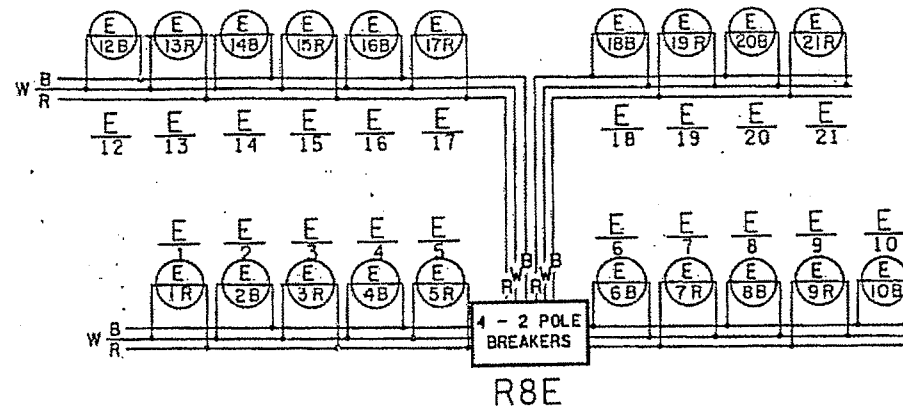 E E E E E E E E E E
12B 13R 14B 15R 16B 17R 18B 19R 20B 21R
B
W
R
E E E E E E E E E E
12 13 14 15 16 17 18 19 20 21
E E E E E E E E E E
1 2 3 4 5 6 7 8 9 10
E E E E E E E E E E
1R 2B 3R 4B 5R 6B 7R 8B 9R 10B
R W B R W B
B
W
R
4 - 2 POLE
BREAKERS
R8E